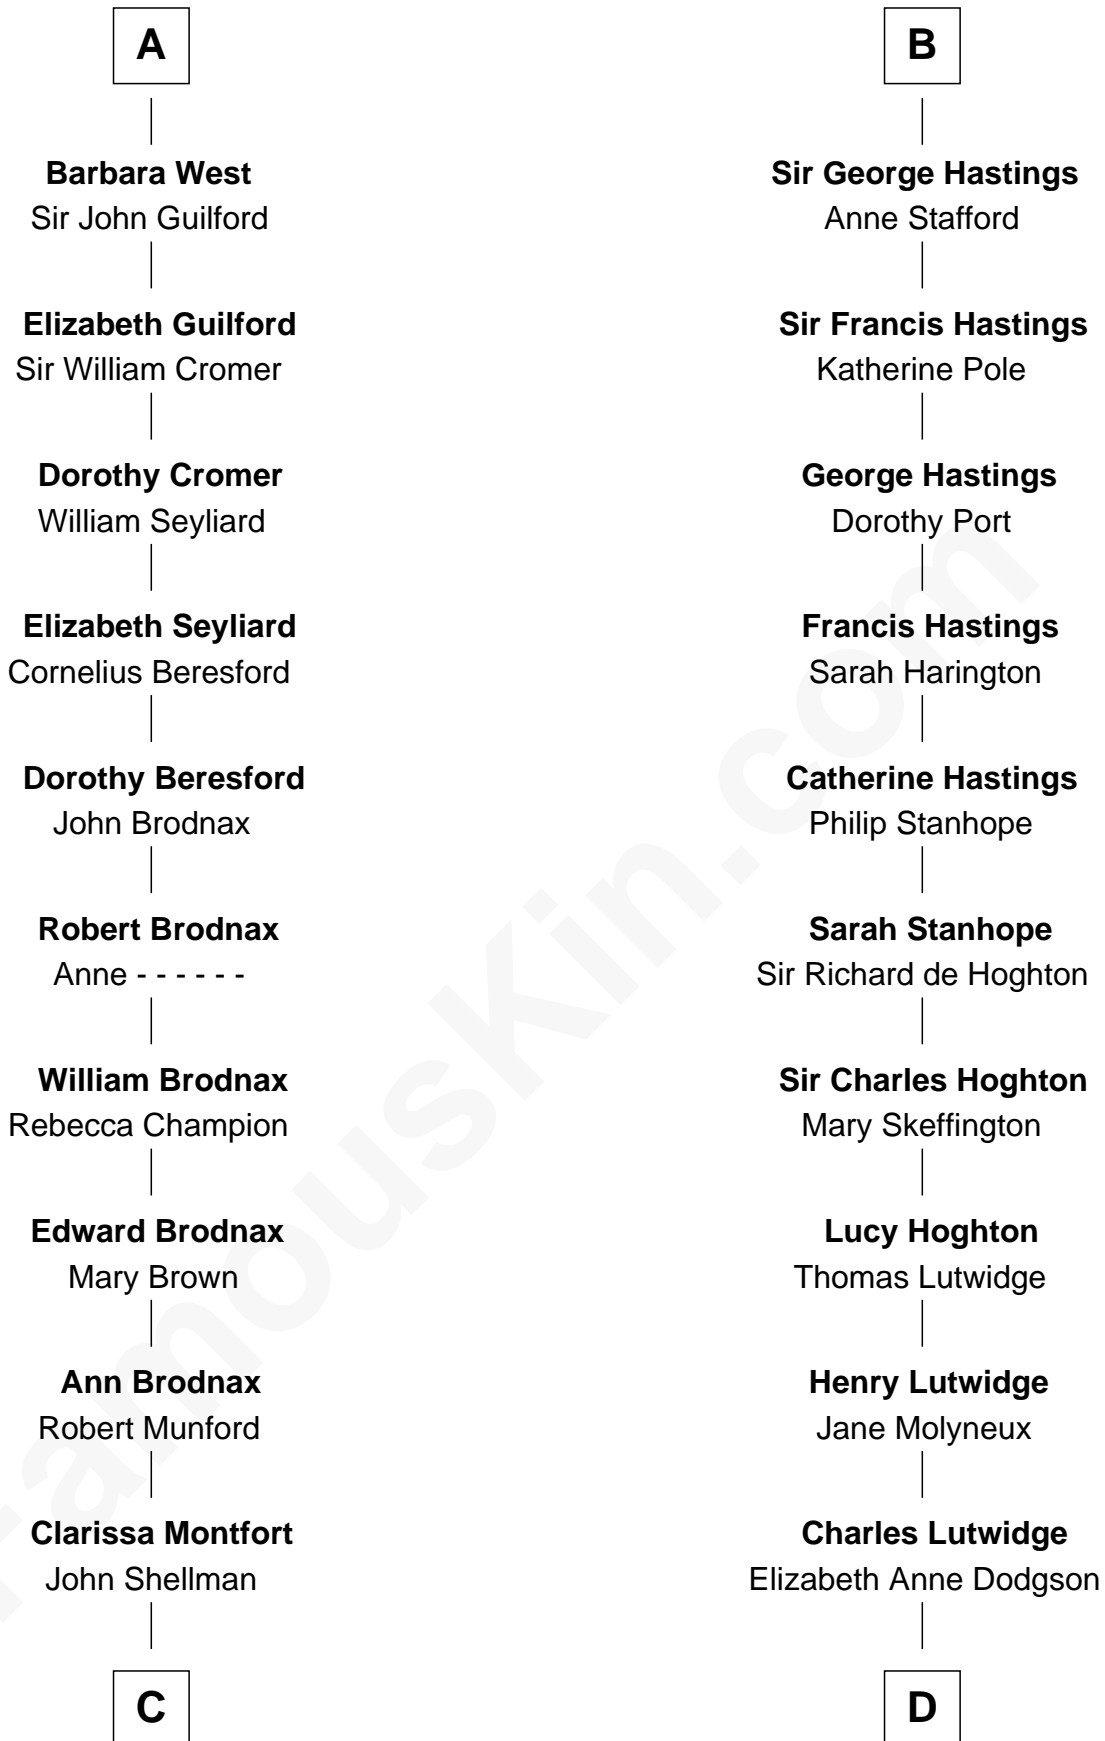 A
Barbara West
Sir John Guilford
Elizabeth Guilford
Sir William Cromer
Dorothy Cromer
William Seyliard
Elizabeth Seyliard
Cornelius Beresford
Dorothy Beresford
John Brodnax
Robert Brodnax
Anne - - - - - -
William Brodnax
Rebecca Champion
Edward Brodnax
Mary Brown
Ann Brodnax
Robert Munford
Clarissa Montfort
John Shellman
C
B
Sir George Hastings
Anne Stafford
Sir Francis Hastings
Katherine Pole
George Hastings
Dorothy Port
Francis Hastings
Sarah Harington
Catherine Hastings
Philip Stanhope
Sarah Stanhope
Sir Richard de Hoghton
Sir Charles Hoghton
Mary Skeffington
Lucy Hoghton
Thomas Lutwidge
Henry Lutwidge
Jane Molyneux
Charles Lutwidge
Elizabeth Anne Dodgson
D
FamousKin.com